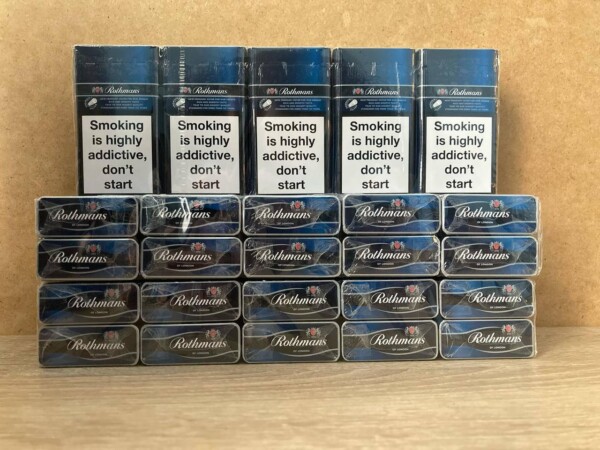 Rothmans Rothmans Rothmans Rothmans Rothmans
Smoking Smoking Smoking Smoking Smoking
is highly is highly is highly is highly is highly
addictive, addictive, addictive, addictive, addictive,
don't don't don't don't don't
start start start start start
Rothmans Rothmans Rothmans Rothmans Rothmans
Rothmans Rothmans Rothmans Rothmans Rothmans
Rothmans Rothmans Rothmans Rothmans Rothmans
Rothmans Rothmans Rothmans Rothmans Rothmans